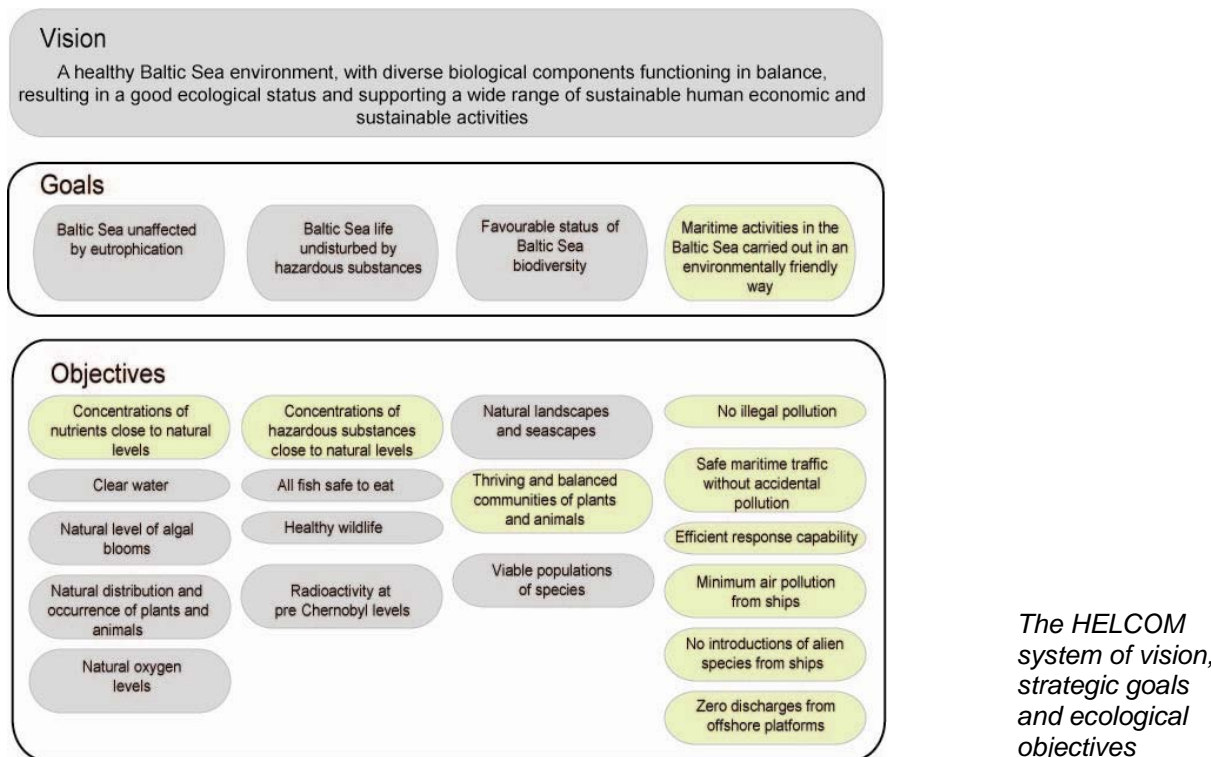 Vision
A healthy Baltic Sea environment, with diverse biological components functioning in balance,
resulting in a good ecological status and supporting a wide range of sustainable human economic and
sustainable activities
Goals
Baltic Sea unaffected
by eutrophication
Baltic Sea life
undisturbed by
hazardous substances
Favourable status of
Baltic Sea
biodiversity
Maritime activities in the
Baltic Sea carried out in an
environmentally friendly
way
Objectives
Concentrations of
nutrients close to natural
levels
Clear water
Natural level of algal
blooms
Natural distribution and
occurrence of plants and
animals
Natural oxygen
levels
Concentrations of
hazardous substances
close to natural levels
All fish safe to eat
Healthy wildlife
Radioactivity at
pre Chernobyl levels
Natural landscapes
and seascapes
Thriving and balanced
communities of plants
and animals
Viable populations
of species
No illegal pollution
Safe maritime traffic
without accidental
pollution
Efficient response capability
Minimum air pollution
from ships
No introductions of alien
species from ships
Zero discharges from
offshore platforms
The HELCOM
system of vision,
strategic goals
and ecological
objectives